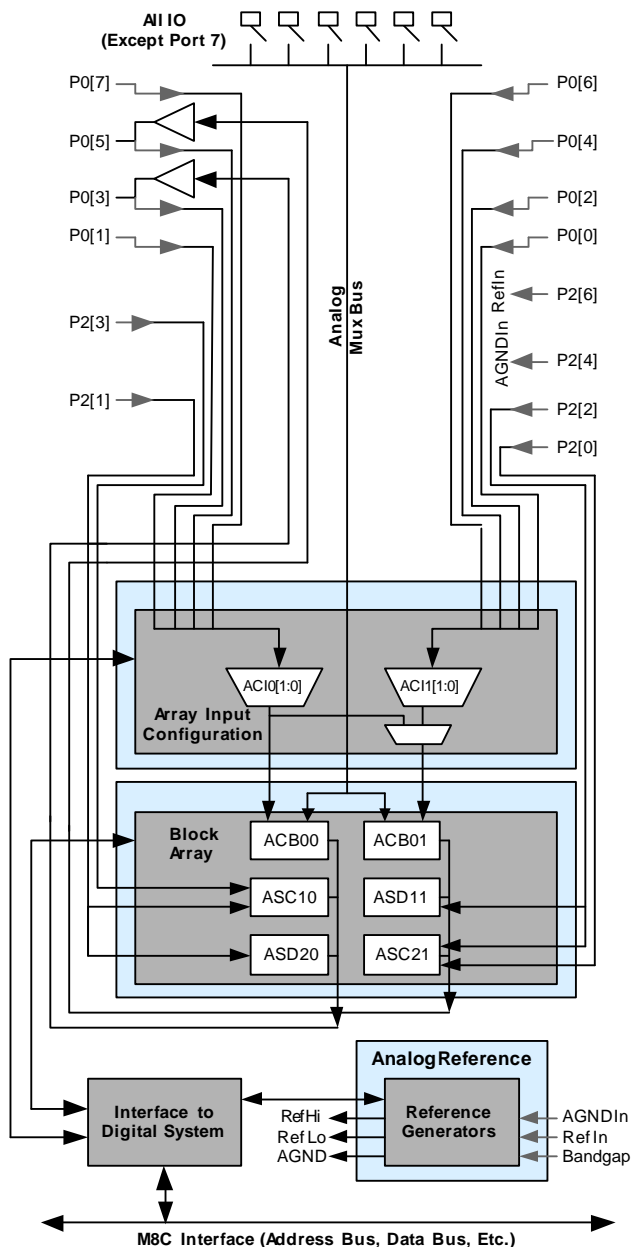 All IO
(Except Port 7)
P0[7]
P0[5]
P0[3]
P0[1]
P2[3]
P2[1]
P0[6]
P0[4]
P0[2]
P0[0]
P2[6]
P2[4]
P2[2]
P2[0]
AGNDIn RefIn
Analog
Mux Bus
ACI0[1:0]
ACI1[1:0]
Array Input
Configuration
Block
Array
ACB00
ACB01
ASC10
ASD11
ASD20
ASC21
Analog Reference
Interface to
Digital System
RefHi
RefLo
AGND
Reference
Generators
AGNDIn
RefIn
Bandgap
M8C Interface (Address Bus, Data Bus, Etc.)